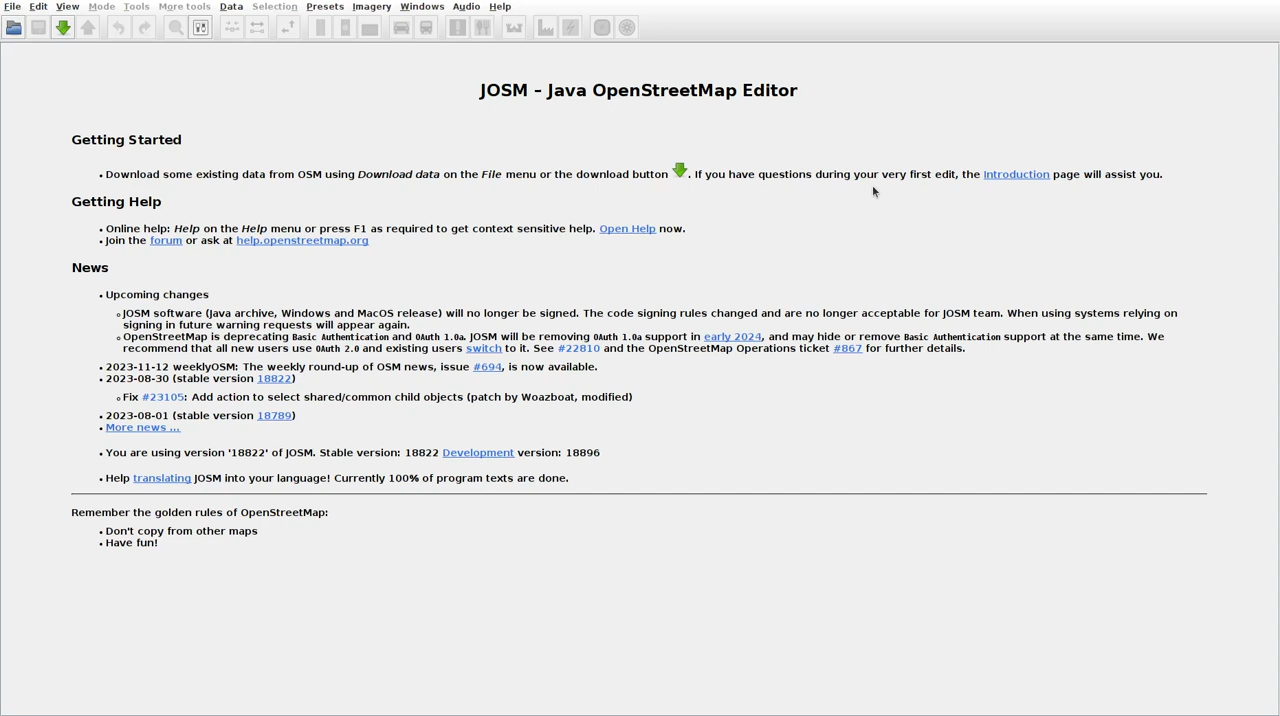 File Edit View Mode Tools More tools Selection Data Presets Imagery Windows Audio Help
JOSM – Java OpenStreetMap Editor
Getting Started
• Download some existing data from OSM using Download data on the File menu or the download button . If you have questions during your very first edit, the Introduction page will assist you.
Getting Help
• Online help: Help on the Help menu or press F1 as required to get context sensitive help. Open Help now.
• Join the forum or ask at help.openstreetmap.org
News
• Upcoming changes
◦ JOSM software (Java archive, Windows and MacOS release) will no longer be signed. The code signing rules changed and are no longer acceptable for JOSM team. When using systems relying on
signing in future warning requests will appear again.
◦ OpenStreetMap is deprecating Basic Authentication and OAuth 1.0a. JOSM will be removing OAuth 1.0a support in early 2024, and may hide or remove Basic Authentication support at the same time. We
recommend that all new users use OAuth 2.0 and existing users switch to it. See #22810 and the OpenStreetMap Operations ticket #867 for further details.
• 2023-11-12 weeklyOSM: The weekly round-up of OSM news, issue #694, is now available.
• 2023-08-30 (stable version 18822)
◦ Fix #23105: Add action to select shared/common child objects (patch by Woazboat, modified)
• 2023-08-01 (stable version 18789)
• More news ...
• You are using version '18822' of JOSM. Stable version: 18822 Development version: 18896
• Help translating JOSM into your language! Currently 100% of program texts are done.
Remember the golden rules of OpenStreetMap:
• Don't copy from other maps
• Have fun!